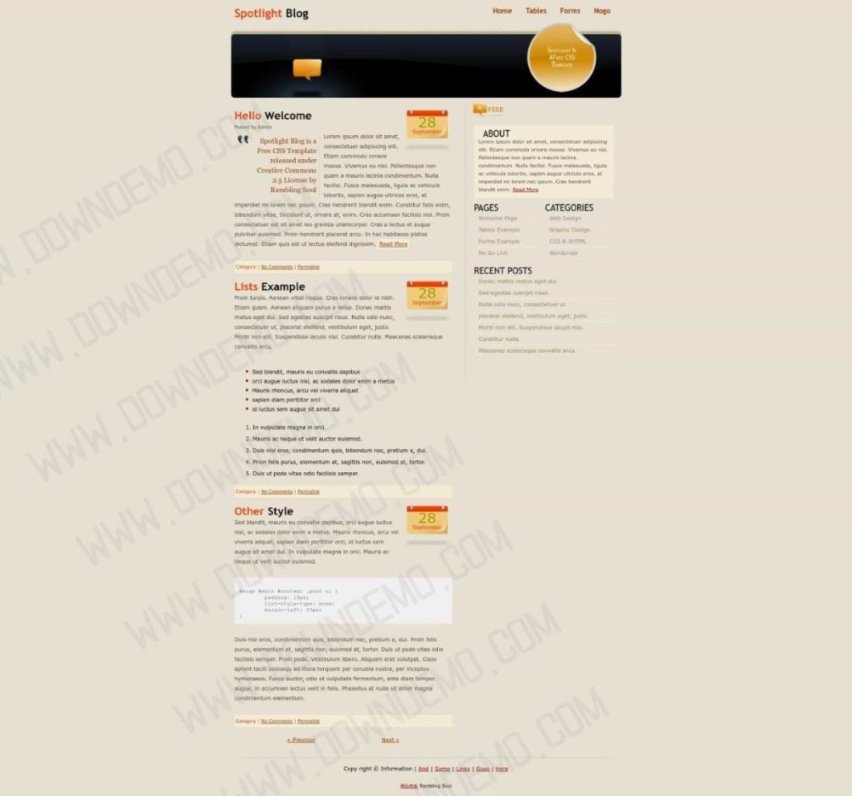 Spotlight Blog
Home Tables Forms Nogo
Spotlight is
A Free CSS
Template
FEED
Hello Welcome
28
September
Posted by Admin
Spotlight Blog is a
Free CSS Template
released under
Creative Commons
2.5 License by
Rambling Soul
Lorem ipsum dolor sit amet,
consectetuer adipiscing elit.
Etiam commodo ornare
massa. Vivamus eu nisi. Pellentesque non
quam a mauris lacinia condimentum. Nulla
facilisi. Fusce malesuada, ligula ac vehicula
lobortis, sapien augue ultrices eros, at
imperdiet mi lorem nec ipsum. Cras hendrerit blandit enim. Curabitur felis enim,
bibendum vitae, tincidunt ut, ornare at, enim. Cras accumsan facilisis nisi. Proin
consectetuer est sit amet leo gravida ullamcorper. Cras a lectus et augue
pulvinar euismod. Proin hendrerit placerat arcu. In hac habitasse platea
dictumst. Etiam quis est ut lectus eleifend dignissim. Read More
Category | No Comments | Permalink
Lists Example
28
September
Proin turpis. Aenean vitae neque. Cras ornare dolor id nibh.
Etiam quam. Aenean aliquam purus a tellus. Donec mattis
metus eget dui. Sed egestas suscipit risus. Nulla odio nunc,
consectetuer ut, placerat eleifend, vestibulum eget, justo.
Morbi non elit. Suspendisse iaculis nisi. Curabitur nulla. Maecenas scelerisque
convallis arcu.
Sed blandit, mauris eu convallis dapibus
orci augue luctus nisl, ac sodales dolor enim a metus
Mauris rhoncus, arcu vel viverra aliquet
sapien diam porttitor orci
id luctus sem augue sit amet dui
1. In vulputate magna in orci.
2. Mauris ac neque ut velit auctor euismod.
3. Duis nisi eros, condimentum quis, bibendum nec, pretium a, dui.
4. Proin felis purus, elementum at, sagittis non, euismod at, tortor.
5. Duis ut pede vitae odio facilisis semper.
Category | No Comments | Permalink
Other Style
28
September
Sed blandit, mauris eu convallis dapibus, orci augue luctus
nisl, ac sodales dolor enim a metus. Mauris rhoncus, arcu vel
viverra aliquet, sapien diam porttitor orci, id luctus sem
augue sit amet dui. In vulputate magna in orci. Mauris ac
neque ut velit auctor euismod.
#wrap #main #content .post ul {
padding: 15px;
list-style-type: none;
margin-left: 15px;
}
Duis nisi eros, condimentum quis, bibendum nec, pretium a, dui. Proin felis
purus, elementum at, sagittis non, euismod at, tortor. Duis ut pede vitae odio
facilisis semper. Proin pede. Vestibulum libero. Aliquam erat volutpat. Class
aptent taciti sociosqu ad litora torquent per conubia nostra, per inceptos
hymenaeos. Fusce auctor, odio ut vulputate fermentum, ante diam tempor
augue, in accumsan lectus velit in felis. Phasellus at nulla sit amet magna
condimentum elementum.
Category | No Comments | Permalink
« Previous Next »
ABOUT
Lorem ipsum dolor sit amet, consectetuer adipiscing
elit. Etiam commodo ornare massa. Vivamus eu nisi.
Pellentesque non quam a mauris lacinia
condimentum. Nulla facilisi. Fusce malesuada, ligula
ac vehicula lobortis, sapien augue ultrices eros, at
imperdiet mi lorem nec ipsum. Cras hendrerit
blandit enim. Read More
PAGES
Welcome Page
Tables Example
Forms Example
No Go Link
CATEGORIES
Web Design
Graphic Design
CSS & XHTML
Wordpress
RECENT POSTS
Donec mattis metus eget dui.
Sed egestas suscipit risus.
Nulla odio nunc, consectetuer ut
placerat eleifend, vestibulum eget, justo.
Morbi non elit. Suspendisse iaculis nisi.
Curabitur nulla.
Maecenas scelerisque convallis arcu.
Copy right © Information | And | Some | Links | Goes | Here
Rambling Soul
WWW.DOWNDEMO.COM